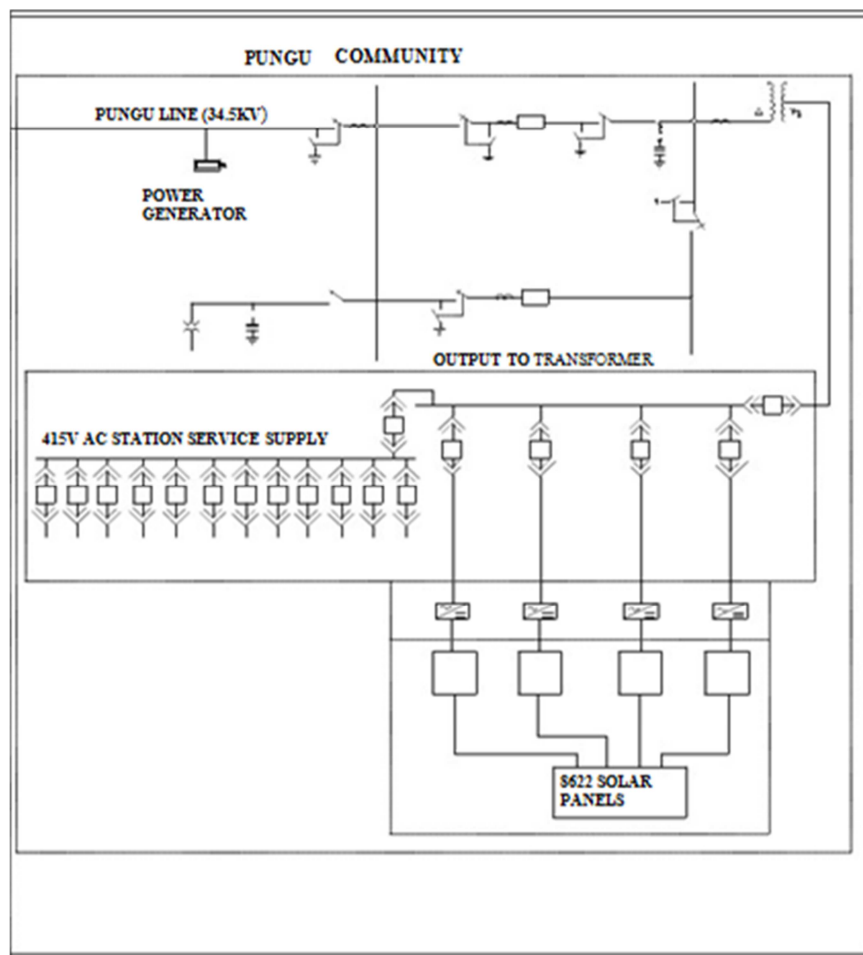 PUNGU COMMUNITY
PUNGU LINE (34.5KV)
POWER
GENERATOR
OUTPUT TO TRANSFORMER
415V AC STATION SERVICE SUPPLY
8622 SOLAR
PANELS